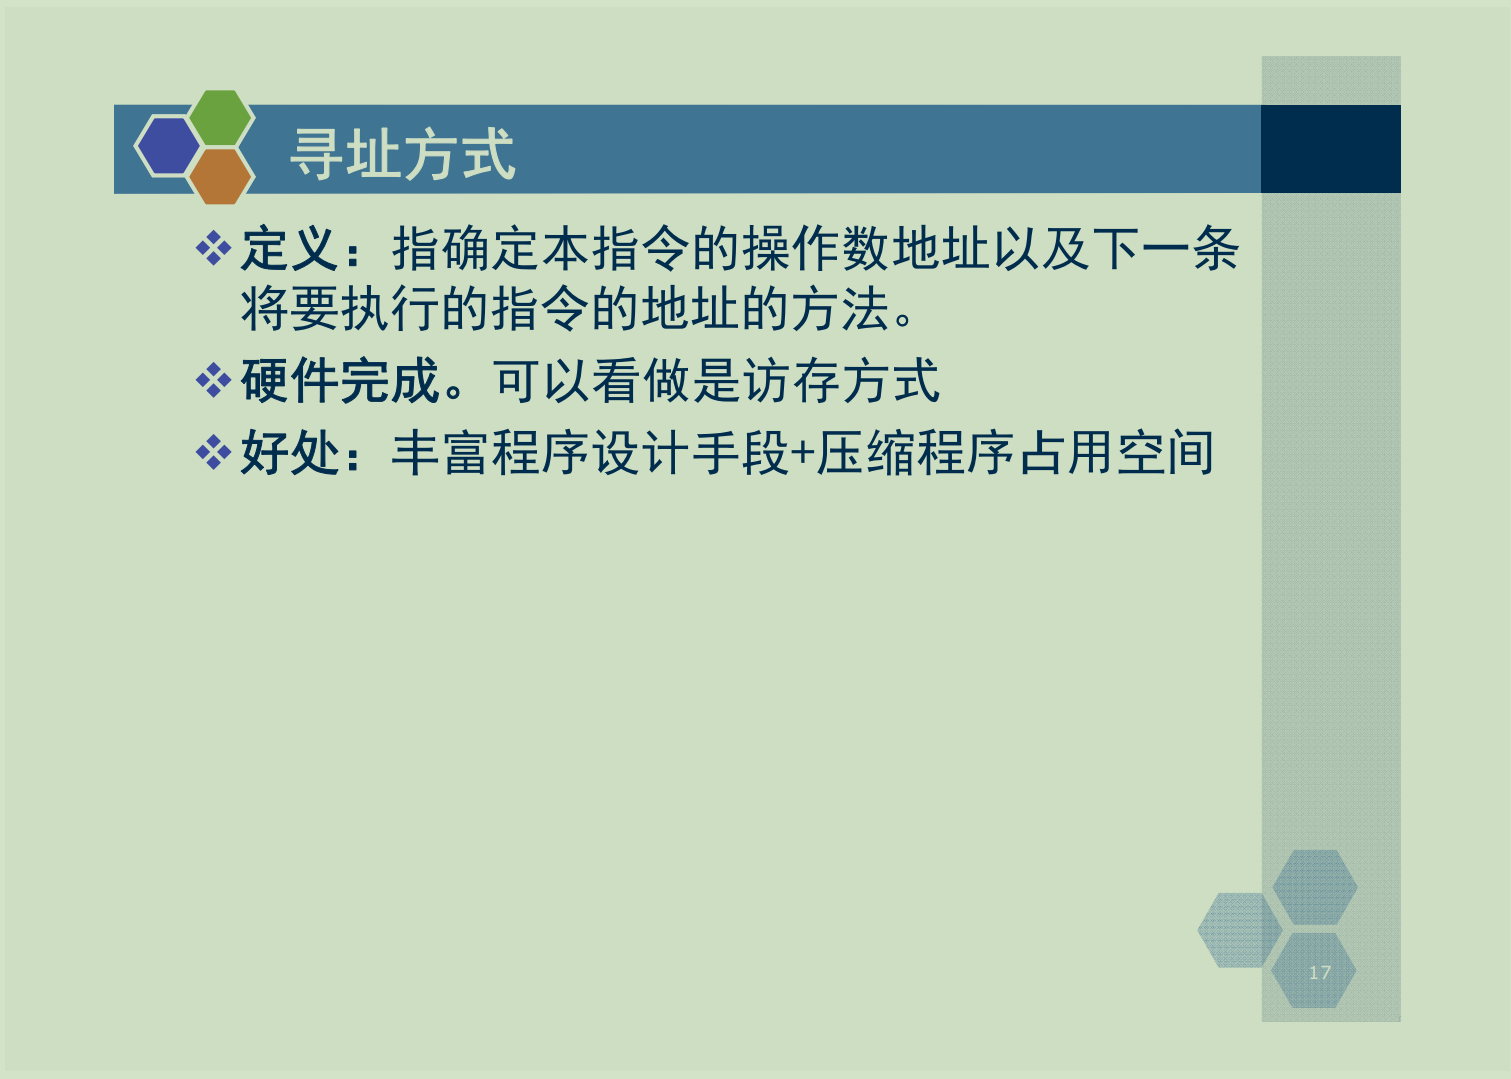 寻址方式
定义：指确定本指令的操作数地址以及下一条
将要执行的指令的地址的方法。
硬件完成。可以看做是访存方式
好处：丰富程序设计手段+压缩程序占用空间
17